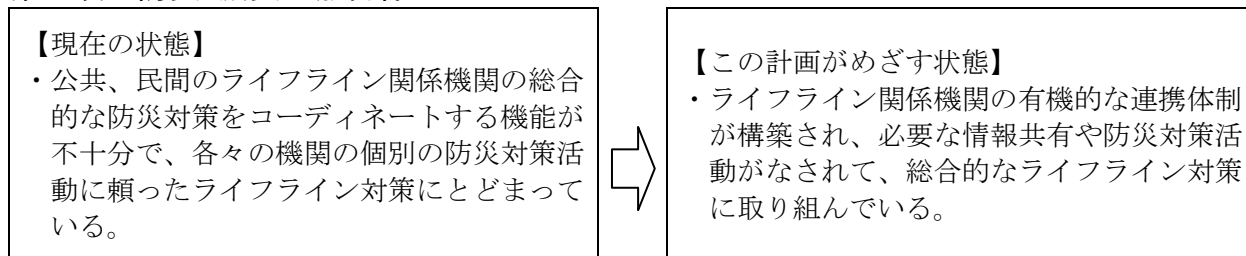 【現在の状態】
・公共、民間のライフライン関係機関の総合
的な防災対策をコーディネートする機能が
不十分で、各々の機関の個別の防災対策活
動に頼ったライフライン対策にとどまって
いる。
【この計画がめざす状態】
・ライフライン関係機関の有機的な連携体制
が構築され、必要な情報共有や防災対策活
動がなされて、総合的なライフライン対策
に取り組んでいる。